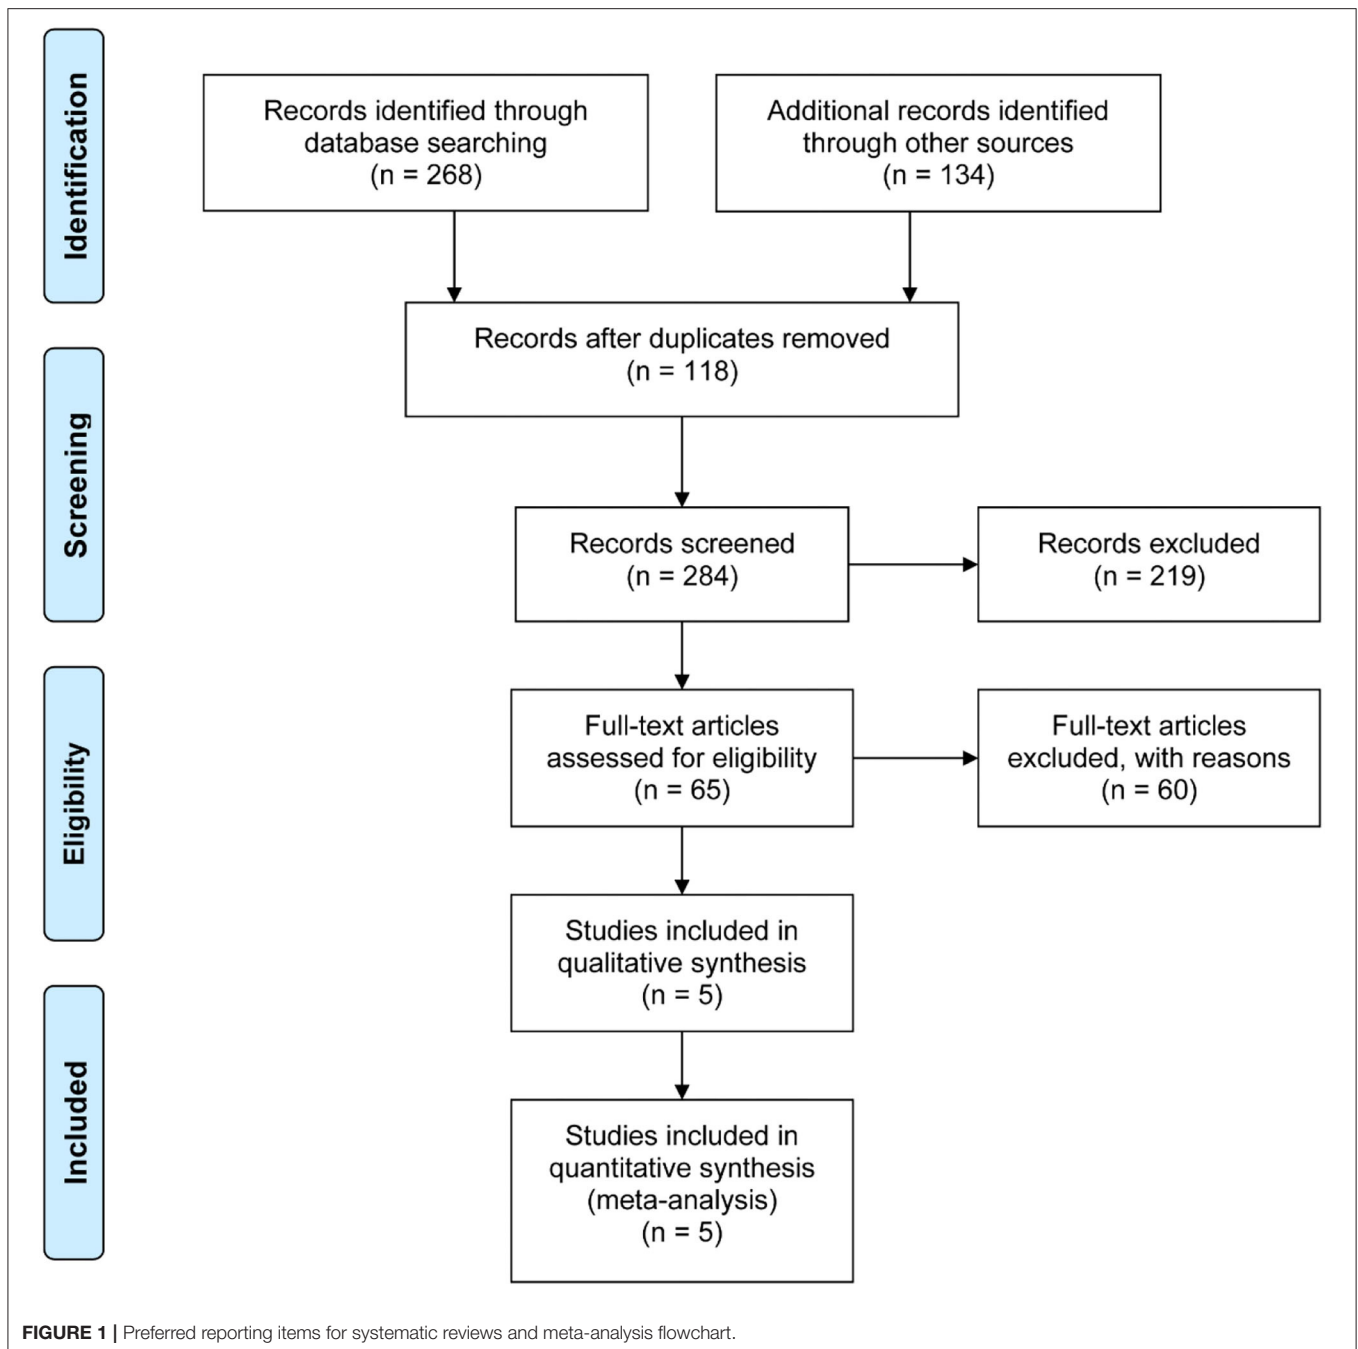 Identification
Records identified through
database searching
(n = 268)
Additional records identified
through other sources
(n = 134)
Records after duplicates removed
(n = 118)
Screening
Records screened
(n = 284)
Records excluded
(n = 219)
Eligibility
Full-text articles
assessed for eligibility
(n = 65)
Full-text articles
excluded, with reasons
(n = 60)
Studies included in
qualitative synthesis
(n = 5)
Included
Studies included in
quantitative synthesis
(meta-analysis)
(n = 5)
FIGURE 1 | Preferred reporting items for systematic reviews and meta-analysis flowchart.